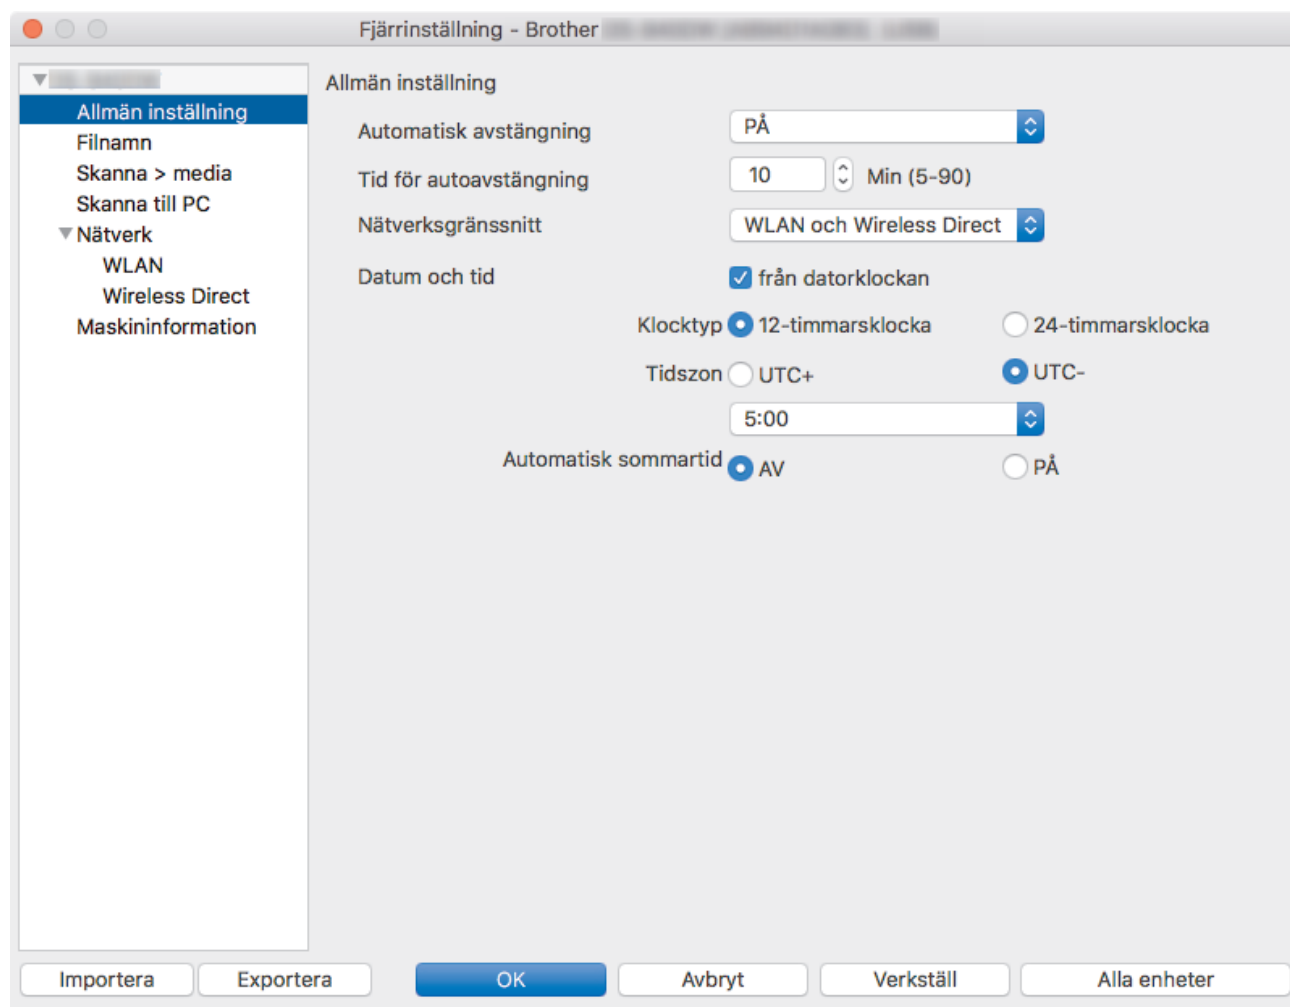 Fjärrinställning - Brother
Allmän inställning
Filnamn
Skanna > media
Skanna till PC
Nätverk
WLAN
Wireless Direct
Maskininformation
Allmän inställning
Automatisk avstängning PÅ
Tid för autoavstängning 10 Min (5-90)
Nätverksgränssnitt WLAN och Wireless Direct
Datum och tid från datorklockan
Klocktyp 12-timmarsklocka 24-timmarsklocka
Tidszon UTC+ UTC-
5:00
Automatisk sommartid AV PÅ
Importera Exportera OK Avbryt Verkställ Alla enheter